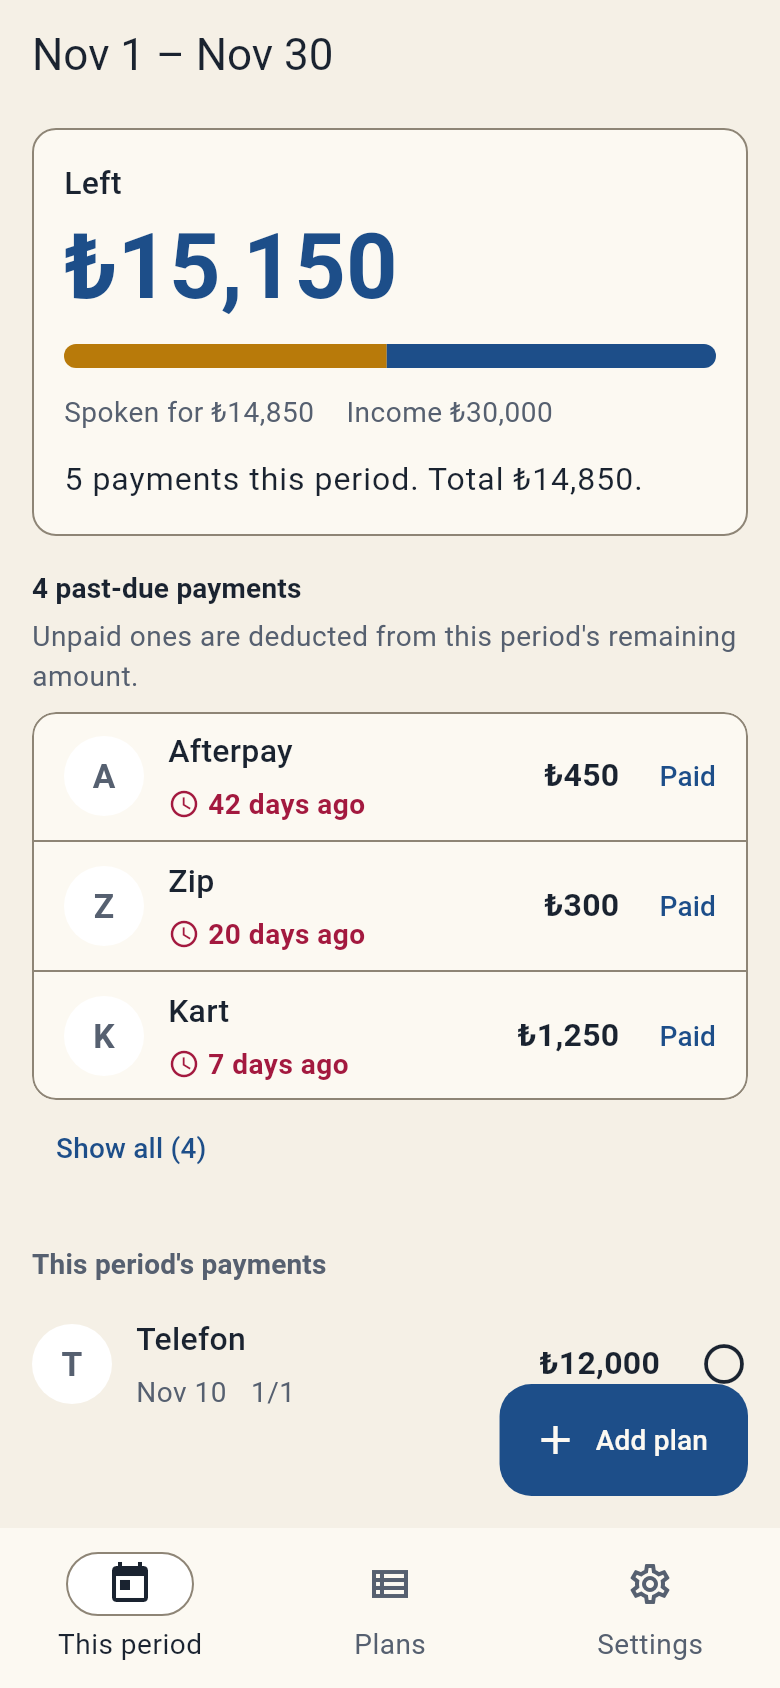 Nov 1 – Nov 30
Left
₺15,150
Spoken for ₺14,850 Income ₺30,000
5 payments this period. Total ₺14,850.
4 past-due payments
Unpaid ones are deducted from this period's remaining
amount.
A
Afterpay
42 days ago
₺450
Paid
Z
Zip
20 days ago
₺300
Paid
K
Kart
7 days ago
₺1,250
Paid
Show all (4)
This period's payments
T
Telefon
Nov 10 1/1
₺12,000
Add plan
This period
Plans
Settings